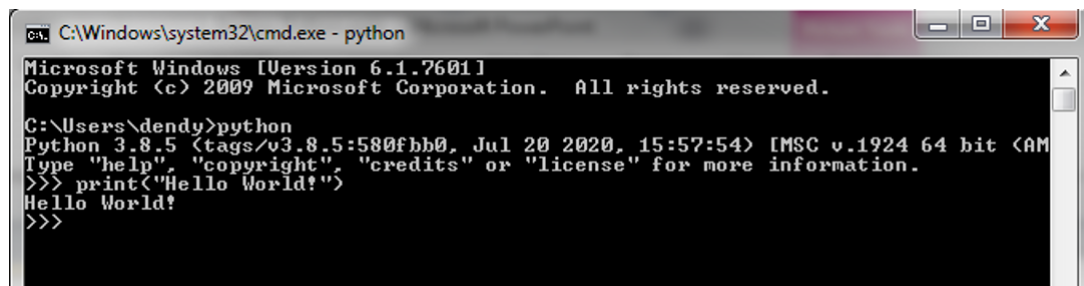 C:\Windows\system32\cmd.exe - python
Microsoft Windows [Version 6.1.7601]
Copyright (c) 2009 Microsoft Corporation.  All rights reserved.
C:\Users\dendy>python
Python 3.8.5 (tags/v3.8.5:580fbb0, Jul 20 2020, 15:57:54) [MSC v.1924 64 bit (AM
Type "help", "copyright", "credits" or "license" for more information.
>>> print("Hello World!")
Hello World!
>>>